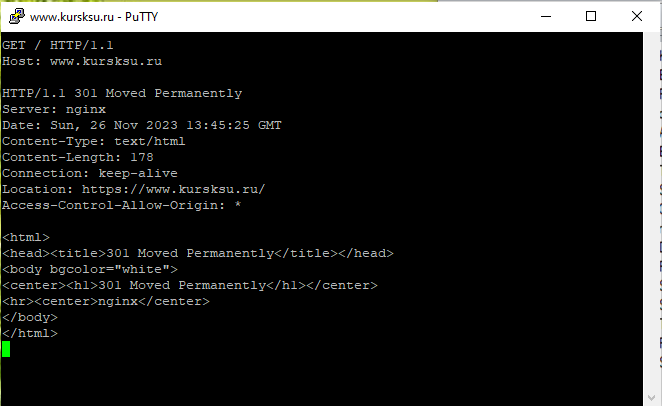 www.kursksu.ru - PuTTY
GET / HTTP/1.1
Host: www.kursksu.ru
HTTP/1.1 301 Moved Permanently
Server: nginx
Date: Sun, 26 Nov 2023 13:45:25 GMT
Content-Type: text/html
Content-Length: 178
Connection: keep-alive
Location: https://www.kursksu.ru/
Access-Control-Allow-Origin: *
<html>
<head><title>301 Moved Permanently</title></head>
<body bgcolor="white">
<center><h1>301 Moved Permanently</h1></center>
<hr><center>nginx</center>
</body>
</html>